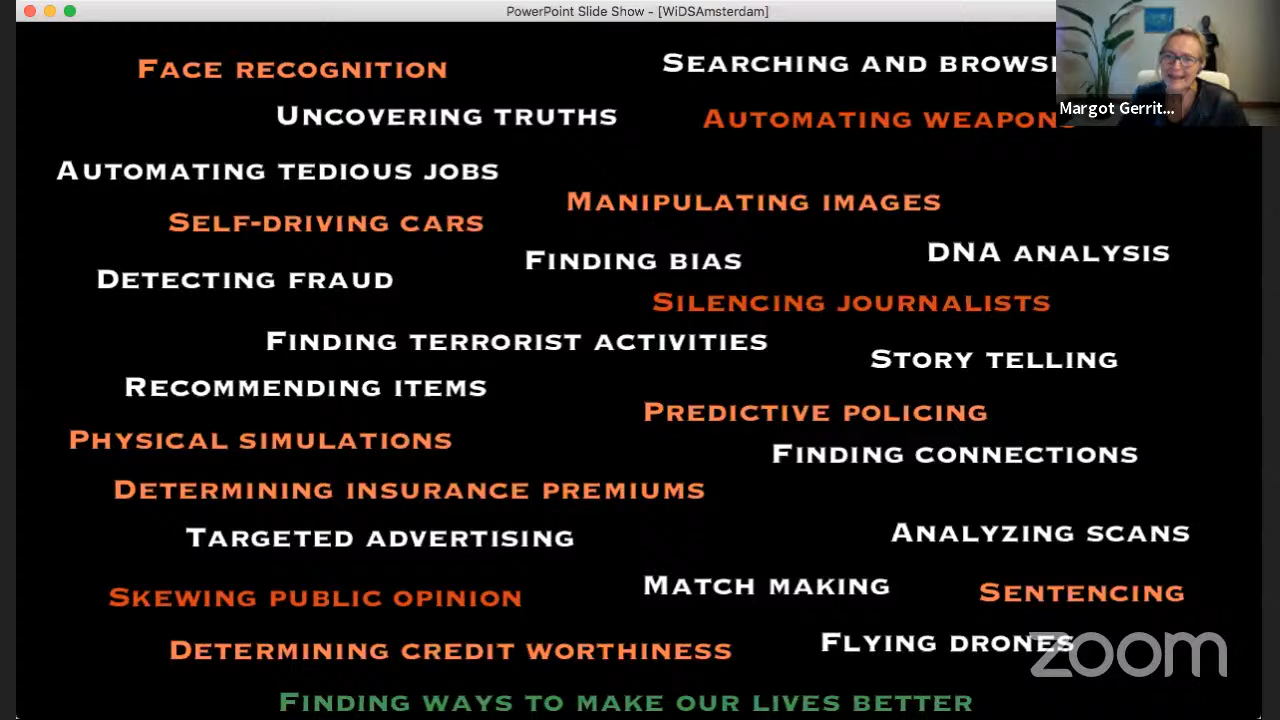 PowerPoint Slide Show - [WiDSAmsterdam]
Face recognition
Searching and brows
Margot Gerrit...
Uncovering truths
Automating weapons
Automating tedious jobs
Manipulating images
Self-driving cars
Finding bias
DNA analysis
Detecting fraud
Silencing journalists
Finding terrorist activities
Story telling
Recommending items
Predictive policing
Physical simulations
Finding connections
Determining insurance premiums
Targeted advertising
Analyzing scans
Skewing public opinion
Match making
Sentencing
Determining credit worthiness
Flying drones
zoom
Finding ways to make our lives better